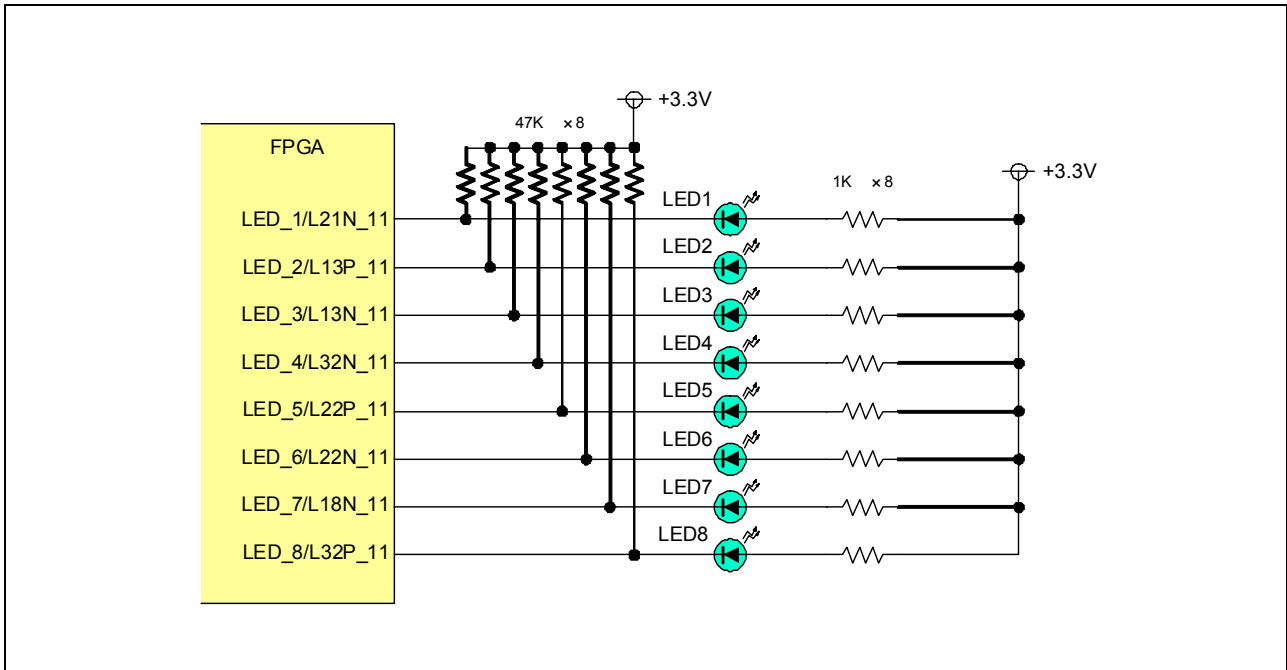 +3.3V
47K ×8
FPGA
+3.3V
1K ×8
LED_1/L21N_11
LED1
LED_2/L13P_11
LED2
LED_3/L13N_11
LED3
LED_4/L32N_11
LED4
LED_5/L22P_11
LED5
LED_6/L22N_11
LED6
LED_7/L18N_11
LED7
LED_8/L32P_11
LED8